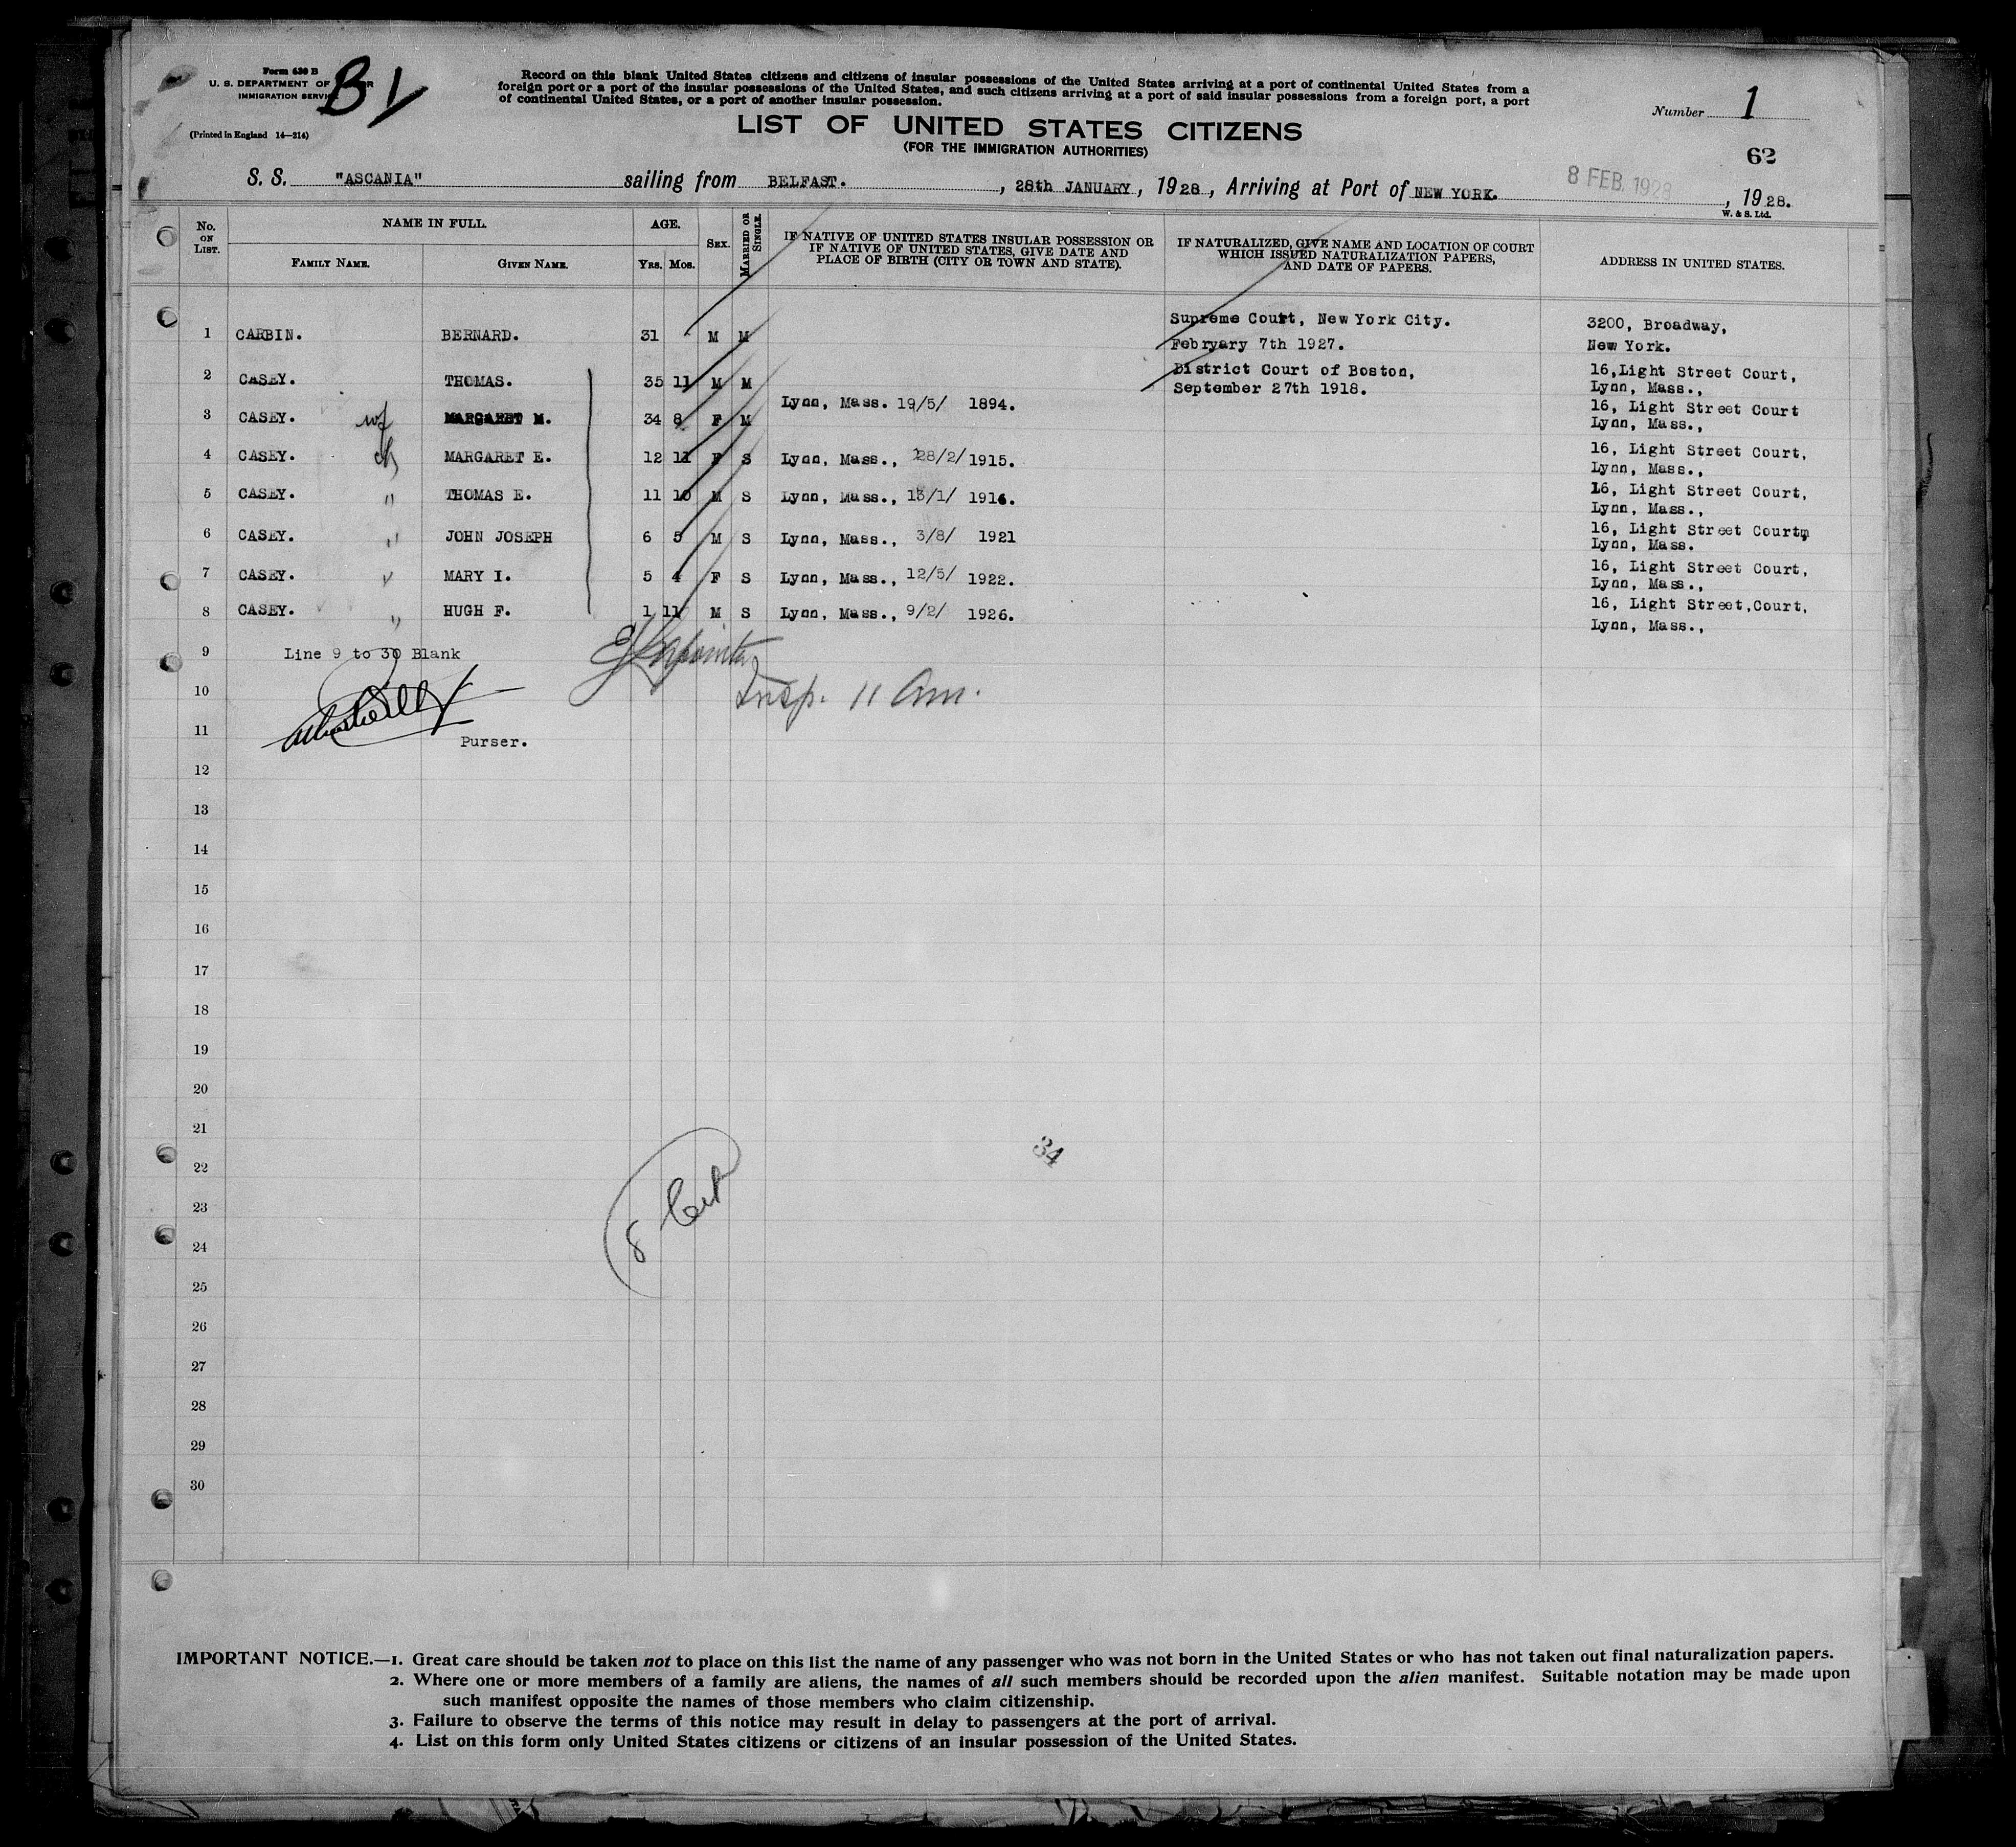 Form 630 B
U. S. DEPARTMENT OF
IMMIGRATION SERVICE
(Printed in England 14—214)
Record on this blank United States citizens and citizens of insular possessions of the United States arriving at a port of continental United States from a
foreign port or a port of the insular possessions of the United States, and such citizens arriving at a port of said insular possessions from a foreign port, a port
of continental United States, or a port of another insular possession.
Number 1
LIST OF UNITED STATES CITIZENS
(FOR THE IMMIGRATION AUTHORITIES)
62
S. S. "ASCANIA" sailing from BELFAST. , 28th JANUARY, 1928, Arriving at Port of NEW YORK. 8 FEB. 1928, 1928.
W. & S. Ltd.
No. ON LIST. NAME IN FULL. FAMILY NAME. GIVEN NAME. AGE. YRS. MOS. SEX. MARRIED OR SINGLE. IF NATIVE OF UNITED STATES INSULAR POSSESSION OR IF NATIVE OF UNITED STATES, GIVE DATE AND PLACE OF BIRTH (CITY OR TOWN AND STATE). IF NATURALIZED, GIVE NAME AND LOCATION OF COURT WHICH ISSUED NATURALIZATION PAPERS, AND DATE OF PAPERS. ADDRESS IN UNITED STATES.
1 CARBIN. BERNARD. 31 M M Supreme Court, New York City. Febryary 7th 1927. 3200, Broadway, New York.
2 CASEY. THOMAS. 35 11 M M District Court of Boston, September 27th 1918. 16,Light Street Court, Lynn, Mass.,
3 CASEY. wf MARGARET M. 34 8 F M Lynn, Mass. 19/5/ 1894. 16, Light Street Court Lynn, Mass.,
4 CASEY. ch MARGARET E. 12 11 F S Lynn, Mass., 28/2/ 1915. 16, Light Street Court, Lynn, Mass.,
5 CASEY. " THOMAS E. 11 10 M S Lynn, Mass., 13/1/ 1916. 16, Light Street Court, Lynn, Mass.,
6 CASEY. " JOHN JOSEPH 6 5 M S Lynn, Mass., 3/8/ 1921 16, Light Street Courtm Lynn, Mass.
7 CASEY. " MARY I. 5 4 F S Lynn, Mass., 12/5/ 1922. 16, Light Street Court, Lynn, Mass.,
8 CASEY. " HUGH F. 1 11 M S Lynn, Mass., 9/2/ 1926. 16, Light Street,Court, Lynn, Mass.,
9 Line 9 to 30 Blank
10 Insp. 11 Am.
11 Purser.
12
13
14
15
16
17
18
19
20
21
34
22
23
8
24
25
26
27
28
29
30
IMPORTANT NOTICE.—1. Great care should be taken not to place on this list the name of any passenger who was not born in the United States or who has not taken out final naturalization papers.
2. Where one or more members of a family are aliens, the names of all such members should be recorded upon the alien manifest. Suitable notation may be made upon
such manifest opposite the names of those members who claim citizenship.
3. Failure to observe the terms of this notice may result in delay to passengers at the port of arrival.
4. List on this form only United States citizens or citizens of an insular possession of the United States.